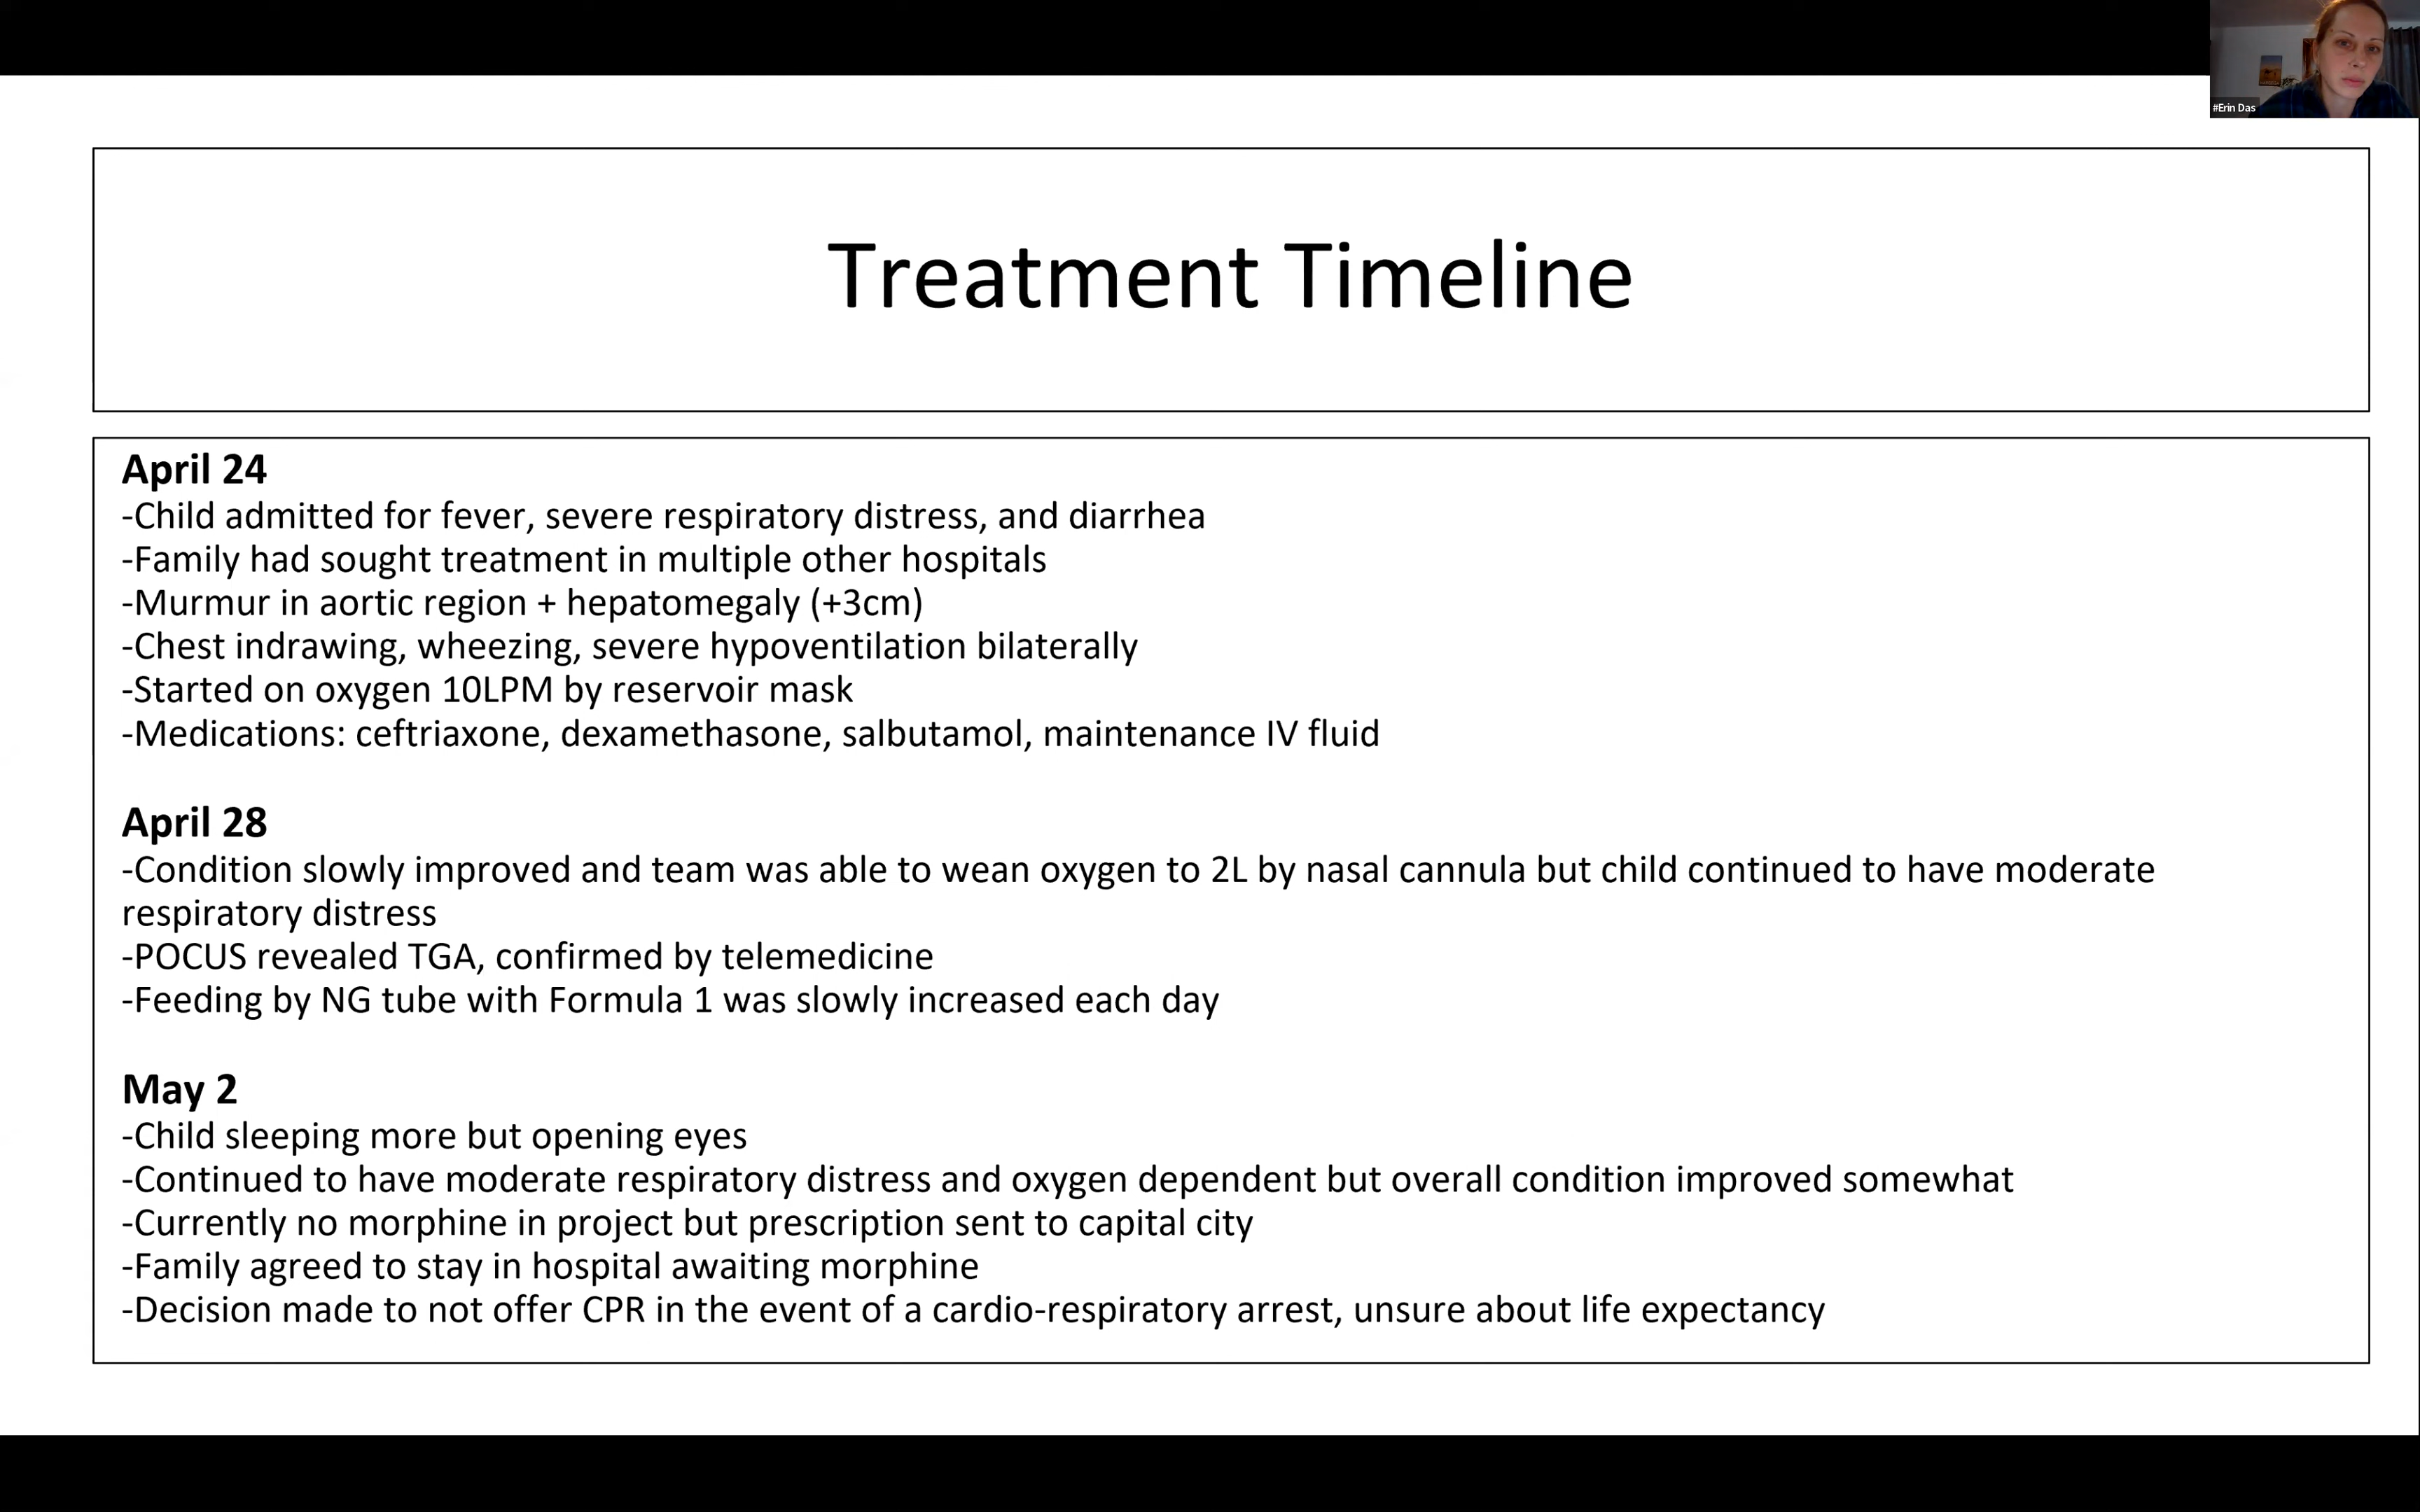 #Erin Das
Treatment Timeline
April 24
-Child admitted for fever, severe respiratory distress, and diarrhea
-Family had sought treatment in multiple other hospitals
-Murmur in aortic region + hepatomegaly (+3cm)
-Chest indrawing, wheezing, severe hypoventilation bilaterally
-Started on oxygen 10LPM by reservoir mask
-Medications: ceftriaxone, dexamethasone, salbutamol, maintenance IV fluid
April 28
-Condition slowly improved and team was able to wean oxygen to 2L by nasal cannula but child continued to have moderate
respiratory distress
-POCUS revealed TGA, confirmed by telemedicine
-Feeding by NG tube with Formula 1 was slowly increased each day
May 2
-Child sleeping more but opening eyes
-Continued to have moderate respiratory distress and oxygen dependent but overall condition improved somewhat
-Currently no morphine in project but prescription sent to capital city
-Family agreed to stay in hospital awaiting morphine
-Decision made to not offer CPR in the event of a cardio-respiratory arrest, unsure about life expectancy